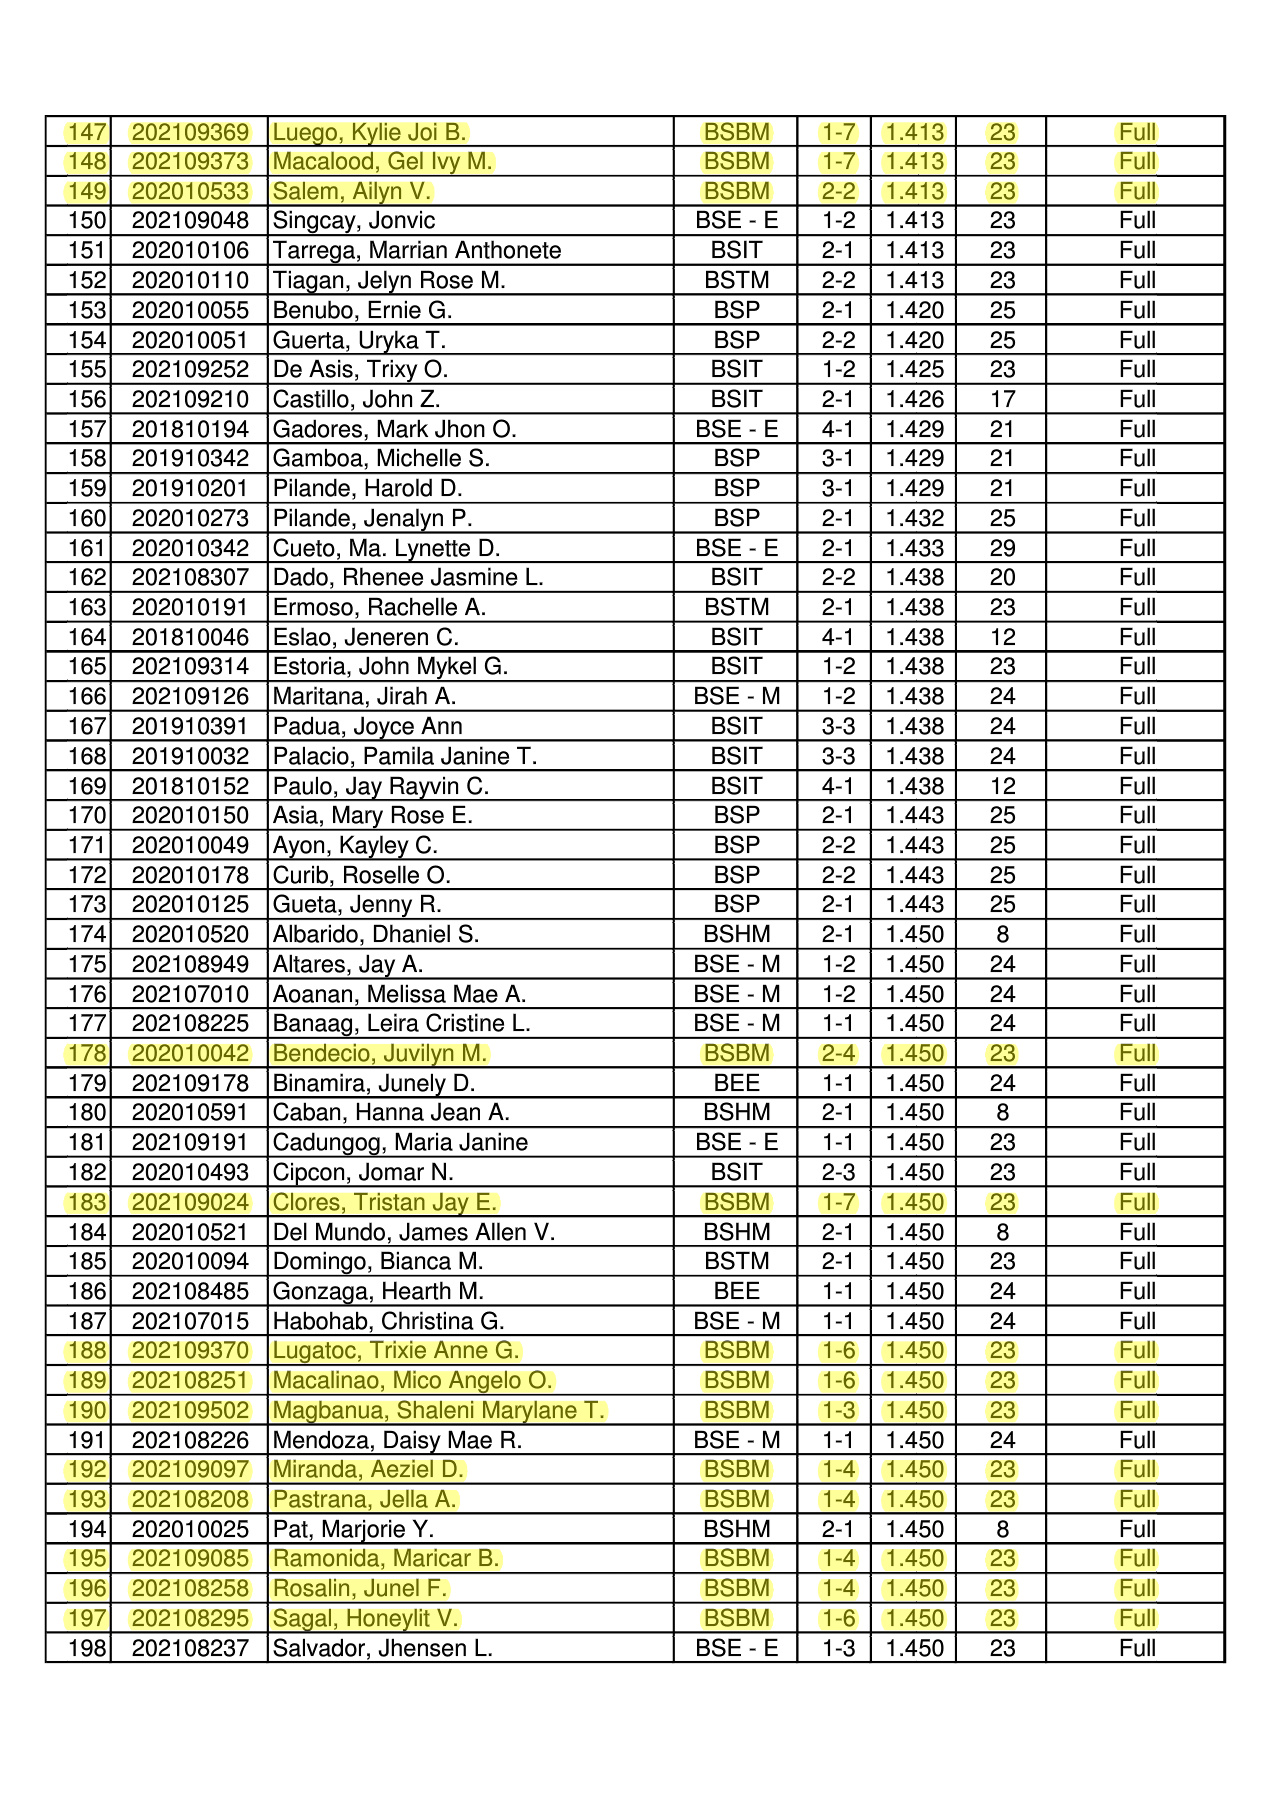 147 202109369 Luego, Kylie Joi B. BSBM 1-7 1.413 23 Full
148 202109373 Macalood, Gel Ivy M. BSBM 1-7 1.413 23 Full
149 202010533 Salem, Ailyn V. BSBM 2-2 1.413 23 Full
150 202109048 Singcay, Jonvic BSE - E 1-2 1.413 23 Full
151 202010106 Tarrega, Marrian Anthonete BSIT 2-1 1.413 23 Full
152 202010110 Tiagan, Jelyn Rose M. BSTM 2-2 1.413 23 Full
153 202010055 Benubo, Ernie G. BSP 2-1 1.420 25 Full
154 202010051 Guerta, Uryka T. BSP 2-2 1.420 25 Full
155 202109252 De Asis, Trixy O. BSIT 1-2 1.425 23 Full
156 202109210 Castillo, John Z. BSIT 2-1 1.426 17 Full
157 201810194 Gadores, Mark Jhon O. BSE - E 4-1 1.429 21 Full
158 201910342 Gamboa, Michelle S. BSP 3-1 1.429 21 Full
159 201910201 Pilande, Harold D. BSP 3-1 1.429 21 Full
160 202010273 Pilande, Jenalyn P. BSP 2-1 1.432 25 Full
161 202010342 Cueto, Ma. Lynette D. BSE - E 2-1 1.433 29 Full
162 202108307 Dado, Rhenee Jasmine L. BSIT 2-2 1.438 20 Full
163 202010191 Ermoso, Rachelle A. BSTM 2-1 1.438 23 Full
164 201810046 Eslao, Jeneren C. BSIT 4-1 1.438 12 Full
165 202109314 Estoria, John Mykel G. BSIT 1-2 1.438 23 Full
166 202109126 Maritana, Jirah A. BSE - M 1-2 1.438 24 Full
167 201910391 Padua, Joyce Ann BSIT 3-3 1.438 24 Full
168 201910032 Palacio, Pamila Janine T. BSIT 3-3 1.438 24 Full
169 201810152 Paulo, Jay Rayvin C. BSIT 4-1 1.438 12 Full
170 202010150 Asia, Mary Rose E. BSP 2-1 1.443 25 Full
171 202010049 Ayon, Kayley C. BSP 2-2 1.443 25 Full
172 202010178 Curib, Roselle O. BSP 2-2 1.443 25 Full
173 202010125 Gueta, Jenny R. BSP 2-1 1.443 25 Full
174 202010520 Albarido, Dhaniel S. BSHM 2-1 1.450 8 Full
175 202108949 Altares, Jay A. BSE - M 1-2 1.450 24 Full
176 202107010 Aoanan, Melissa Mae A. BSE - M 1-2 1.450 24 Full
177 202108225 Banaag, Leira Cristine L. BSE - M 1-1 1.450 24 Full
178 202010042 Bendecio, Juvilyn M. BSBM 2-4 1.450 23 Full
179 202109178 Binamira, Junely D. BEE 1-1 1.450 24 Full
180 202010591 Caban, Hanna Jean A. BSHM 2-1 1.450 8 Full
181 202109191 Cadungog, Maria Janine BSE - E 1-1 1.450 23 Full
182 202010493 Cipcon, Jomar N. BSIT 2-3 1.450 23 Full
183 202109024 Clores, Tristan Jay E. BSBM 1-7 1.450 23 Full
184 202010521 Del Mundo, James Allen V. BSHM 2-1 1.450 8 Full
185 202010094 Domingo, Bianca M. BSTM 2-1 1.450 23 Full
186 202108485 Gonzaga, Hearth M. BEE 1-1 1.450 24 Full
187 202107015 Habohab, Christina G. BSE - M 1-1 1.450 24 Full
188 202109370 Lugatoc, Trixie Anne G. BSBM 1-6 1.450 23 Full
189 202108251 Macalinao, Mico Angelo O. BSBM 1-6 1.450 23 Full
190 202109502 Magbanua, Shaleni Marylane T. BSBM 1-3 1.450 23 Full
191 202108226 Mendoza, Daisy Mae R. BSE - M 1-1 1.450 24 Full
192 202109097 Miranda, Aeziel D. BSBM 1-4 1.450 23 Full
193 202108208 Pastrana, Jella A. BSBM 1-4 1.450 23 Full
194 202010025 Pat, Marjorie Y. BSHM 2-1 1.450 8 Full
195 202109085 Ramonida, Maricar B. BSBM 1-4 1.450 23 Full
196 202108258 Rosalin, Junel F. BSBM 1-4 1.450 23 Full
197 202108295 Sagal, Honeylit V. BSBM 1-6 1.450 23 Full
198 202108237 Salvador, Jhensen L. BSE - E 1-3 1.450 23 Full